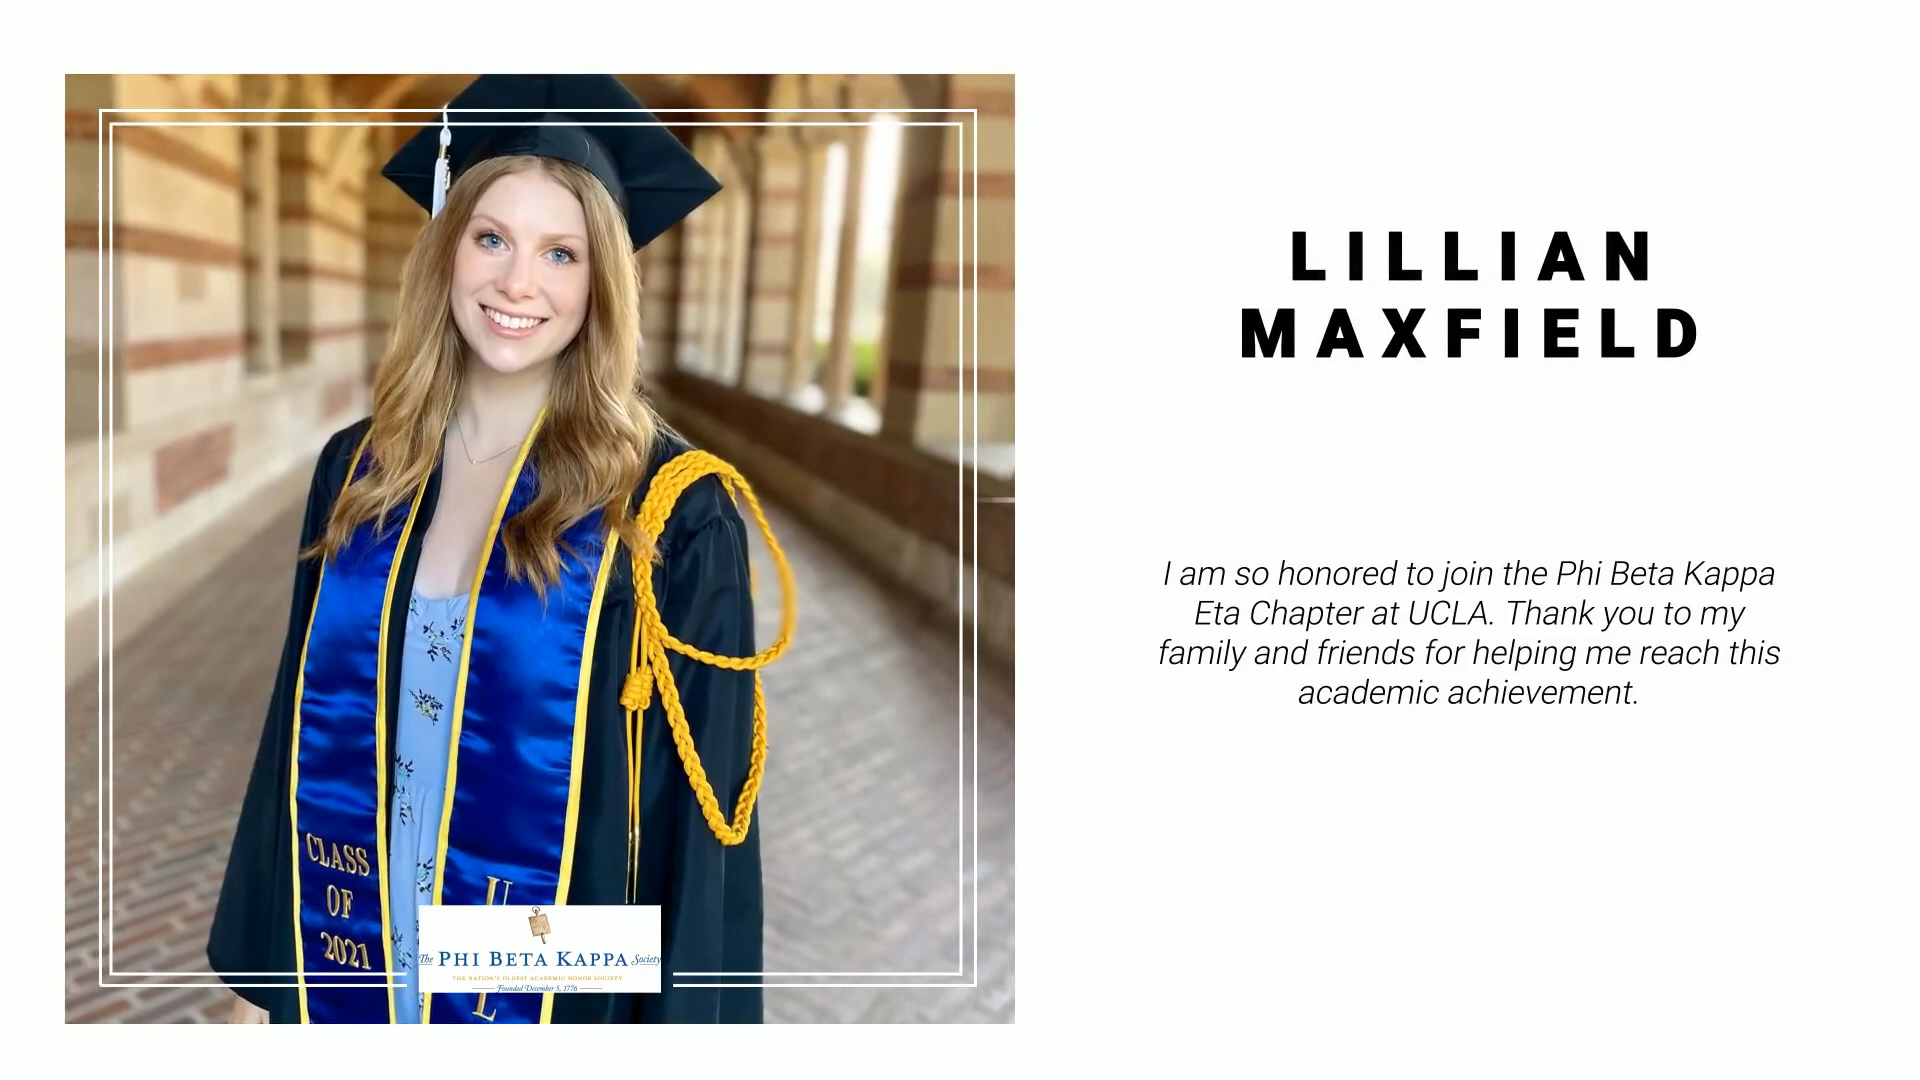 LILLIAN
MAXFIELD
I am so honored to join the Phi Beta Kappa
Eta Chapter at UCLA. Thank you to my
family and friends for helping me reach this
academic achievement.
CLASS
OF
2021
U
L
The PHI BETA KAPPA Society
THE NATION'S OLDEST ACADEMIC HONOR SOCIETY
Founded December 5, 1776